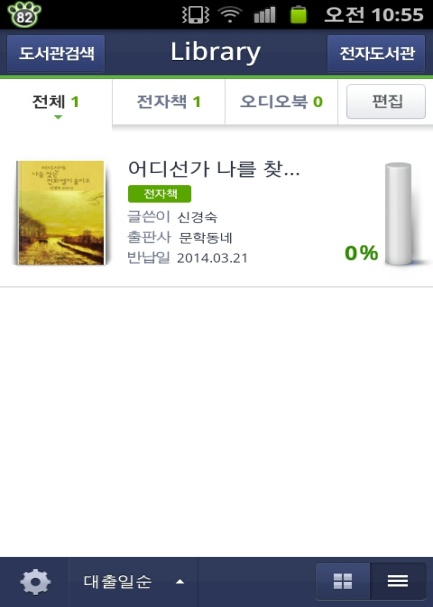 82 오전 10:55
도서관검색 Library 전자도서관
전체 1 전자책 1 오디오북 0 편집
어디선가 나를 찾...
전자책
글쓴이 신경숙
출판사 문학동네
반납일 2014.03.21
0%
대출일순